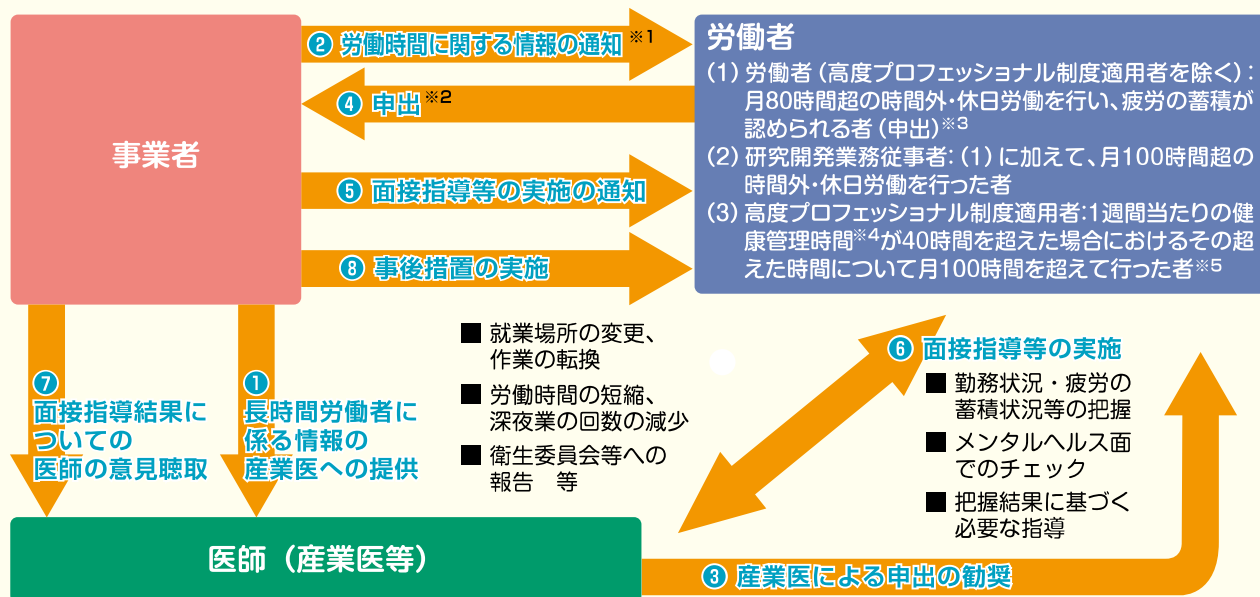 事業者
❷ 労働時間に関する情報の通知※1
❹ 申出※2
❺ 面接指導等の実施の通知
❽ 事後措置の実施
労働者
(1) 労働者(高度プロフェッショナル制度適用者を除く):
月80時間超の時間外・休日労働を行い、疲労の蓄積が
認められる者(申出)※3
(2) 研究開発業務従事者:(1)に加えて、月100時間超の
時間外・休日労働を行った者
(3) 高度プロフェッショナル制度適用者:1週間当たりの健
康管理時間※4が40時間を超えた場合におけるその超
えた時間について月100時間を超えて行った者※5
■ 就業場所の変更、
作業の転換
■ 労働時間の短縮、
深夜業の回数の減少
■ 衛生委員会等への
報告 等
❼
面接指導結果に
ついての
医師の意見聴取
❶
長時間労働者に
係る情報の
産業医への提供
❻ 面接指導等の実施
■ 勤務状況・疲労の
蓄積状況等の把握
■ メンタルヘルス面
でのチェック
■ 把握結果に基づく
必要な指導
医師(産業医等)
❸ 産業医による申出の勧奨